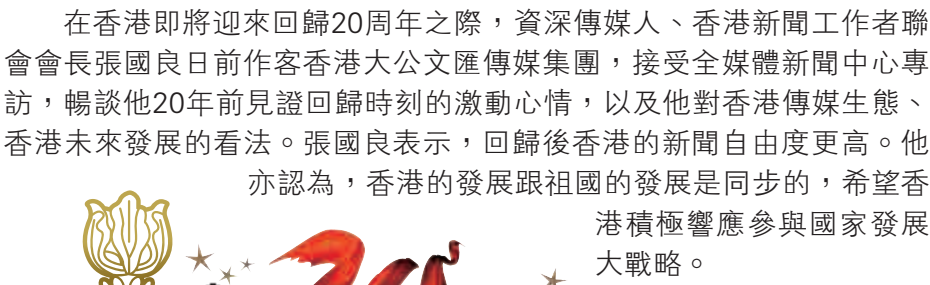 在香港即將迎來回歸20周年之際，資深傳媒人、香港新聞工作者聯
會會長張國良日前作客香港大公文匯傳媒集團，接受全媒體新聞中心專
訪，暢談他20年前見證回歸時刻的激動心情，以及他對香港傳媒生態、
香港未來發展的看法。張國良表示，回歸後香港的新聞自由度更高。他
亦認為，香港的發展跟祖國的發展是同步的，希望香
港積極響應參與國家發展
大戰略。